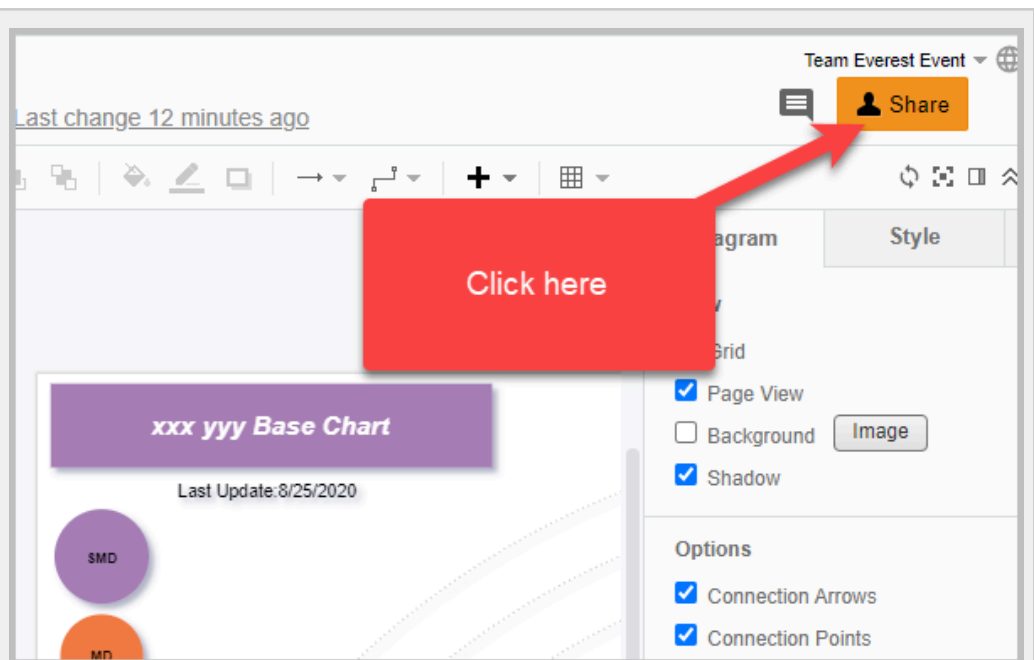 Team Everest Event
Share
Last change 12 minutes ago
Click here
agram
Style
Grid
Page View
Background
Image
Shadow
xxx yyy Base Chart
Last Update:8/25/2020
SMD
MD
Options
Connection Arrows
Connection Points